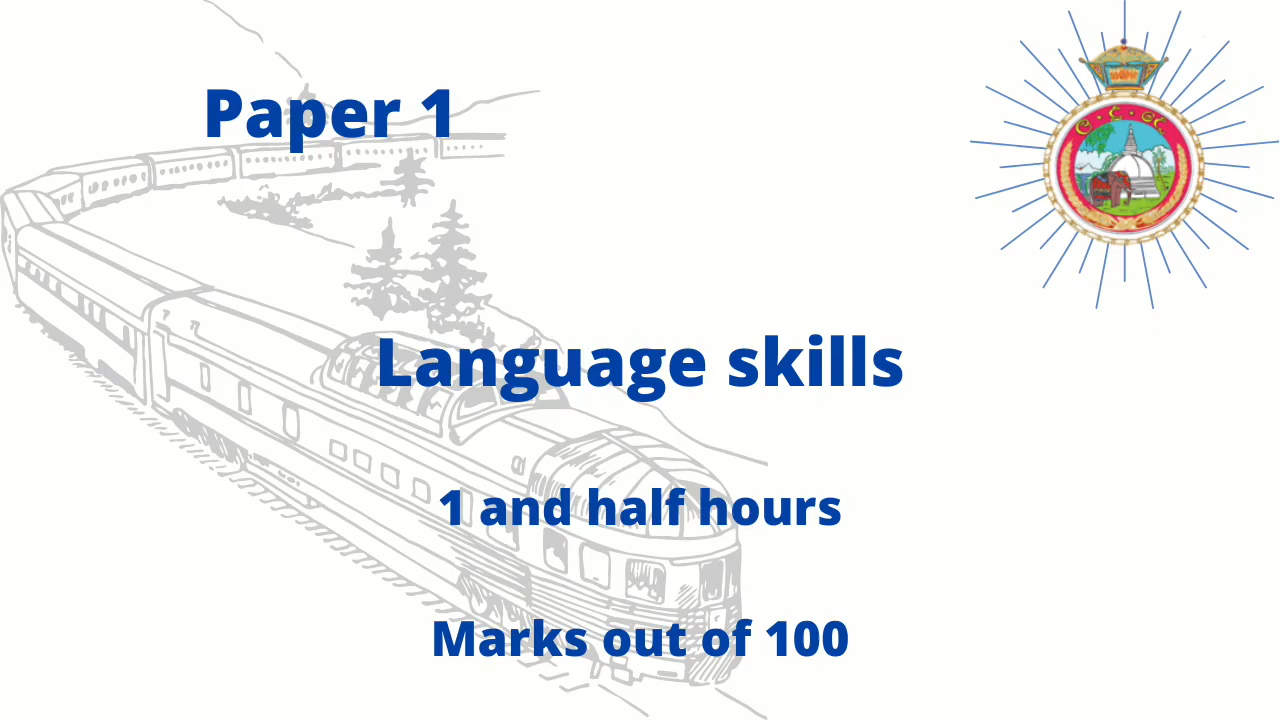 Paper 1
Language skills
1 and half hours
Marks out of 100